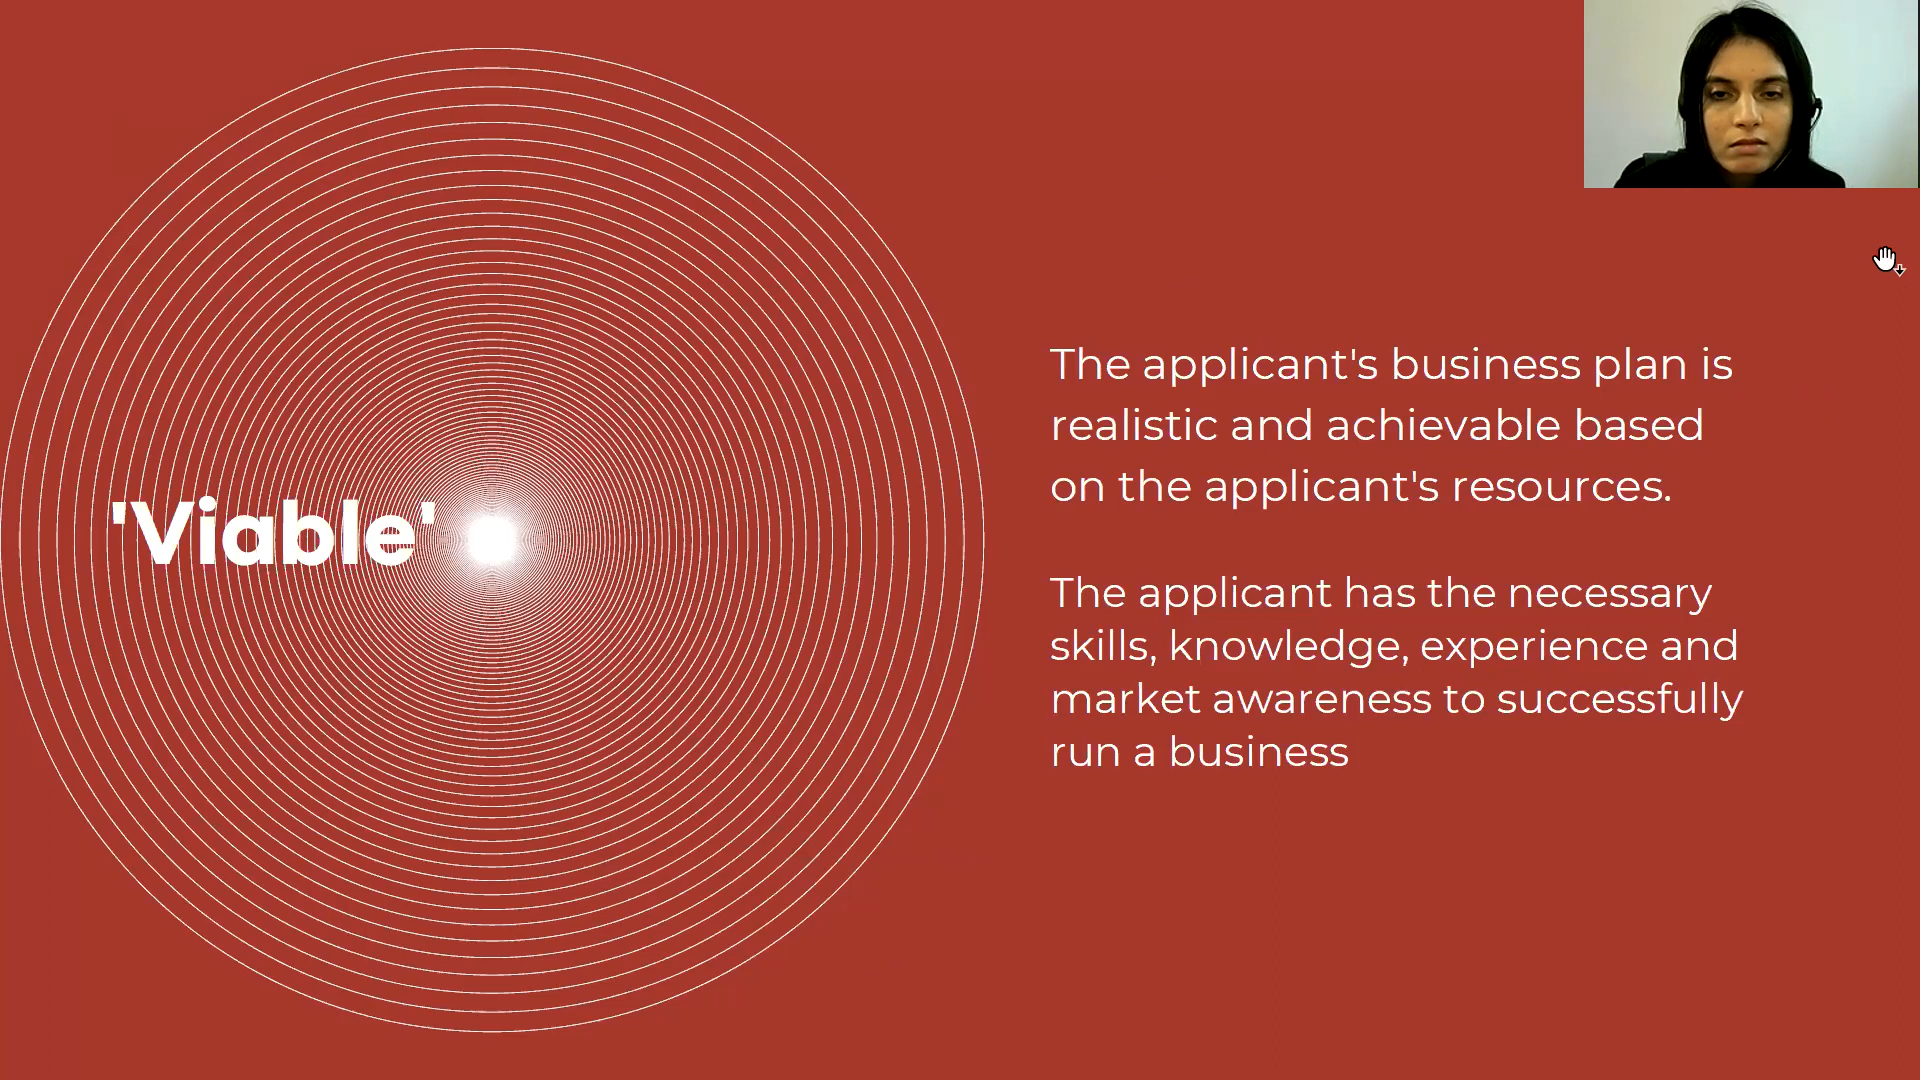 'Viable'
The applicant's business plan is
realistic and achievable based
on the applicant's resources.
The applicant has the necessary
skills, knowledge, experience and
market awareness to successfully
run a business